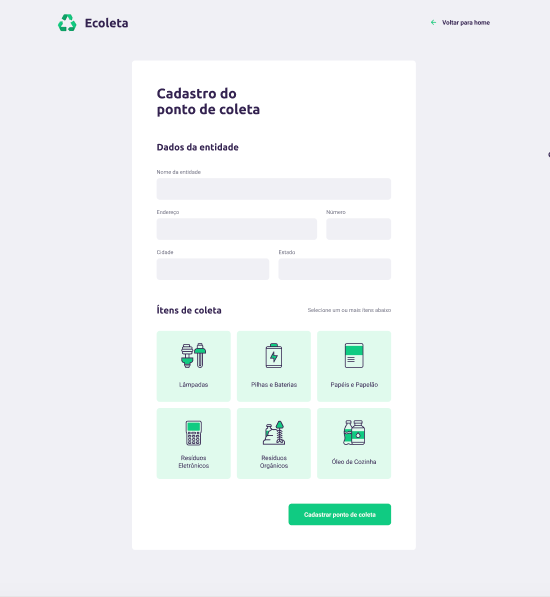 Ecoleta
Voltar para home
Cadastro do
ponto de coleta
Dados da entidade
Nome da entidade
Endereço
Número
Cidade
Estado
Ítens de coleta
Selecione um ou mais ítens abaixo
Lâmpadas
Pilhas e Baterias
Papéis e Papelão
Resíduos
Eletrônicos
Resíduos
Orgânicos
Óleo de Cozinha
Cadastrar ponto de coleta